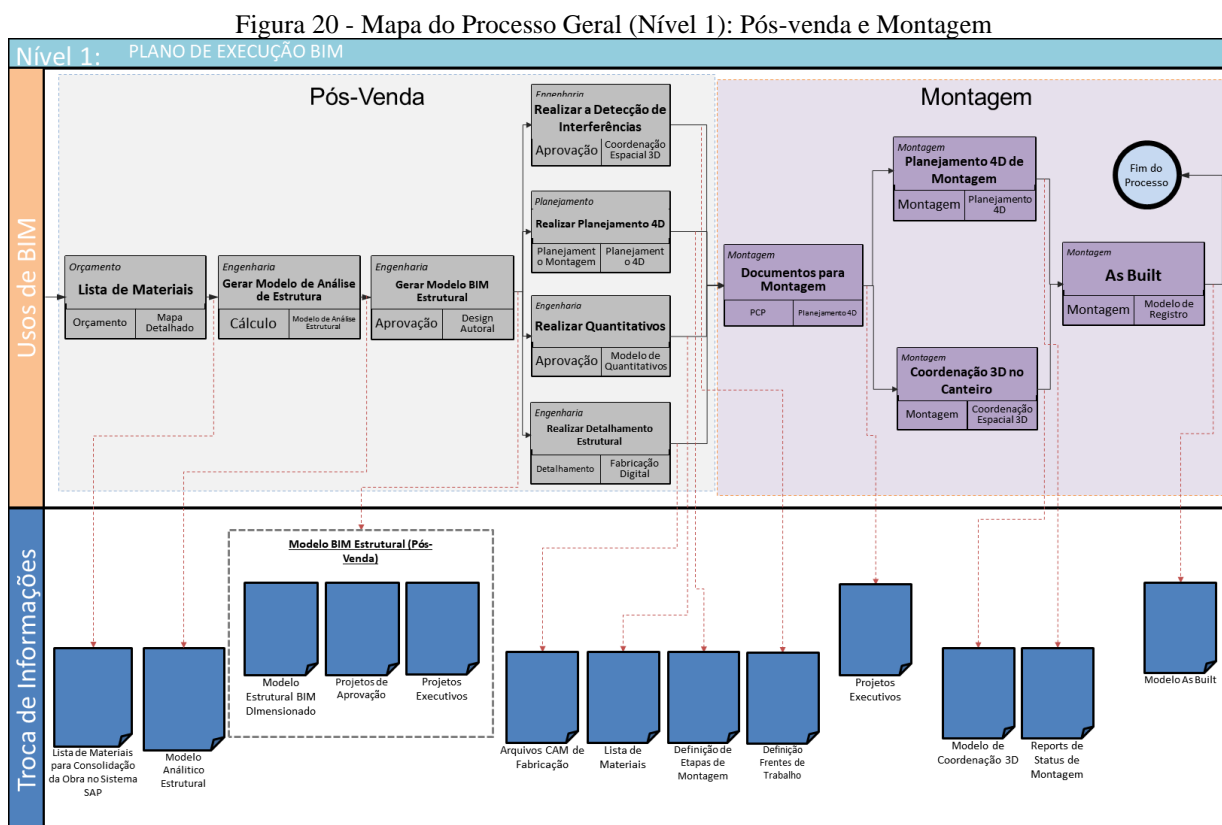 Figura 20 - Mapa do Processo Geral (Nível 1): Pós-venda e Montagem
Nível 1:
PLANO DE EXECUÇÃO BIM
Usos de BIM
Pós-Venda
Orçamento
Lista de Materiais
Orçamento
Mapa
Detalhado
Engenharia
Gerar Modelo de Análise
de Estrutura
Cálculo
Modelo de Análise
Estrutural
Engenharia
Gerar Modelo BIM
Estrutural
Aprovação
Design
Autoral
Engenharia
Realizar a Detecção de
Interferências
Aprovação
Coordenação
Espacial 3D
Planejamento
Realizar Planejamento 4D
Planejament
o Montagem
Planejament
o 4D
Engenharia
Realizar Quantitativos
Aprovação
Modelo de
Quantitativos
Engenharia
Realizar Detalhamento
Estrutural
Detalhamento
Fabricação
Digital
Montagem
Montagem
Documentos para
Montagem
PCP
Planejamento 4D
Montagem
Planejamento 4D de
Montagem
Montagem
Planejamento
4D
Montagem
Coordenação 3D no
Canteiro
Montagem
Coordenação
Espacial 3D
Montagem
As Built
Montagem
Modelo de
Registro
Fim do
Processo
Troca de Informações
Lista de Materiais
para Consolidação
da Obra no Sistema
SAP
Modelo
Análitico
Estrutural
Modelo BIM Estrutural (Pós-
Venda)
Modelo
Estrutural BIM
DImensionado
Projetos de
Aprovação
Projetos
Executivos
Arquivos CAM de
Fabricação
Lista de
Materiais
Definição de
Etapas de
Montagem
Definição
Frentes de
Trabalho
Projetos
Executivos
Modelo de
Coordenação 3D
Reports de
Status de
Montagem
Modelo As Built